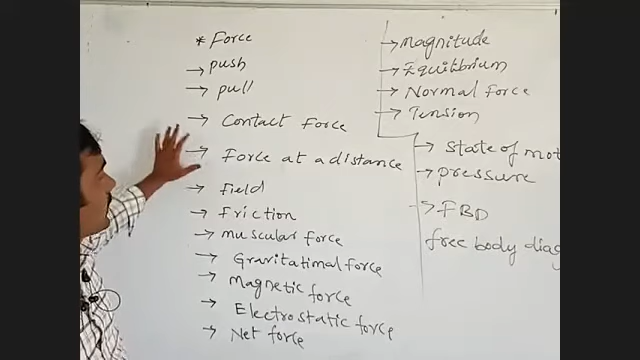 * Force
→ push
→ pull
→ Contact Force
→ Force at a distance
→ field
→ Friction
→ muscular force
→ Gravitational force
→ Magnetic force
→ Electrostatic force
→ Net force
→ Magnitude
→ Equilibrium
→ Normal Force
→ Tension
→ State of mot
→ pressure
→ FBD
free body diag